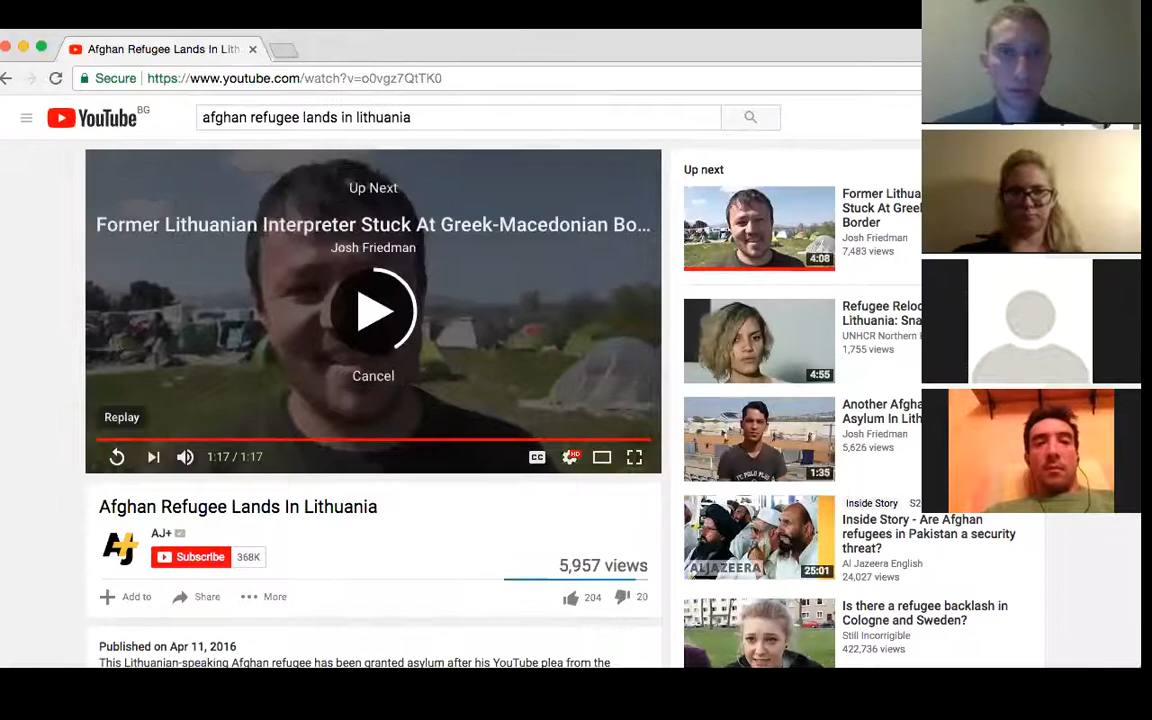 Afghan Refugee Lands In Lith
Secure https://www.youtube.com/watch?v=o0vgz7QtTK0
YouTube BG
afghan refugee lands in lithuania
Up Next
Former Lithuanian Interpreter Stuck At Greek-Macedonian Bo...
Josh Friedman
Cancel
Replay
1:17 / 1:17
CC
HD
Afghan Refugee Lands In Lithuania
AJ+
Subscribe 368K
5,957 views
Add to
Share
More
204
20
Published on Apr 11, 2016
This Lithuanian-speaking Afghan refugee has been granted asylum after his YouTube plea from the
Up next
4:08
Former Lithua
Stuck At Gree
Border
Josh Friedman
7,483 views
4:55
Refugee Reloc
Lithuania: Sna
UNHCR Northern
1,755 views
1:35
Another Afgha
Asylum In Lith
Josh Friedman
5,626 views
ALJAZEERA
25:01
Inside Story
Inside Story - Are Afghan
refugees in Pakistan a security
threat?
Al Jazeera English
24,027 views
Is there a refugee backlash in
Cologne and Sweden?
Still Incorrigible
422,736 views